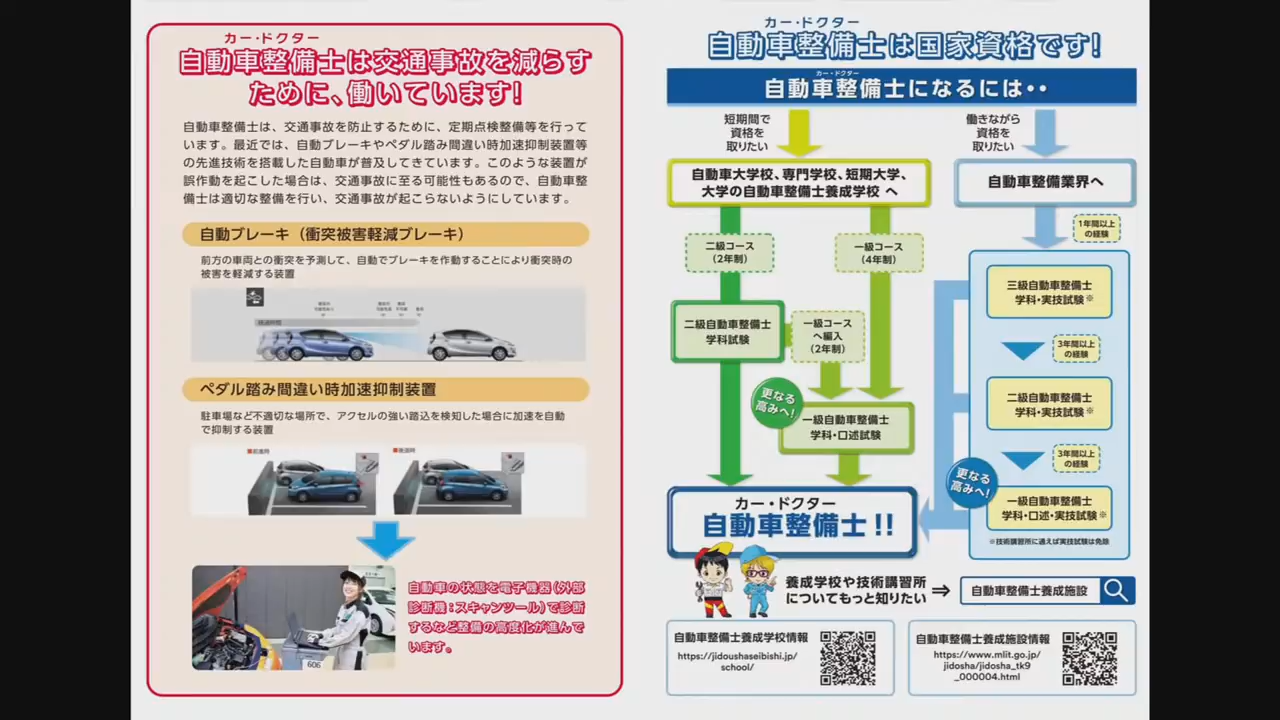 カー・ドクター
自動車整備士は交通事故を減らす
ために、働いています!
自動車整備士は、交通事故を防止するために、定期点検整備等を行って
います。最近では、自動ブレーキやペダル踏み間違い時加速抑制装置等
の先進技術を搭載した自動車が普及してきています。このような装置が
誤作動を起こした場合は、交通事故に至る可能性もあるので、自動車整
備士は適切な整備を行い、交通事故が起こらないようにしています。
自動ブレーキ（衝突被害軽減ブレーキ）
前方の車両との衝突を予測して、自動でブレーキを作動することにより衝突時の
被害を軽減する装置
ペダル踏み間違い時加速抑制装置
駐車場など不適切な場所で、アクセルの強い踏込を検知した場合に加速を自動
で抑制する装置
■前進時
■後進時
606
自動車の状態を電子機器(外部
診断機:スキャンツール)で診断
するなど整備の高度化が進んで
います。
カー・ドクター
自動車整備士は国家資格です!
カー・ドクター
自動車整備士になるには・・
短期間で
資格を
取りたい
自動車大学校、専門学校、短期大学、
大学の自動車整備士養成学校 へ
二級コース
(2年制)
一級コース
(4年制)
二級自動車整備士
学科試験
一級コース
へ編入
(2年制)
更なる
高みへ!
一級自動車整備士
学科・口述試験
働きながら
資格を
取りたい
自動車整備業界へ
1年間以上
の経験
三級自動車整備士
学科・実技試験※
3年間以上
の経験
二級自動車整備士
学科・実技試験※
3年間以上
の経験
更なる
高みへ!
一級自動車整備士
学科・口述・実技試験※
※技術講習所に通えば実技試験は免除
カー・ドクター
自動車整備士!!
養成学校や技術講習所
についてもっと知りたい
⇒
自動車整備士養成施設
自動車整備士養成学校情報
https://jidoushaseibishi.jp/
school/
自動車整備士養成施設情報
https://www.mlit.go.jp/
jidosha/jidosha_tk9
_000004.html